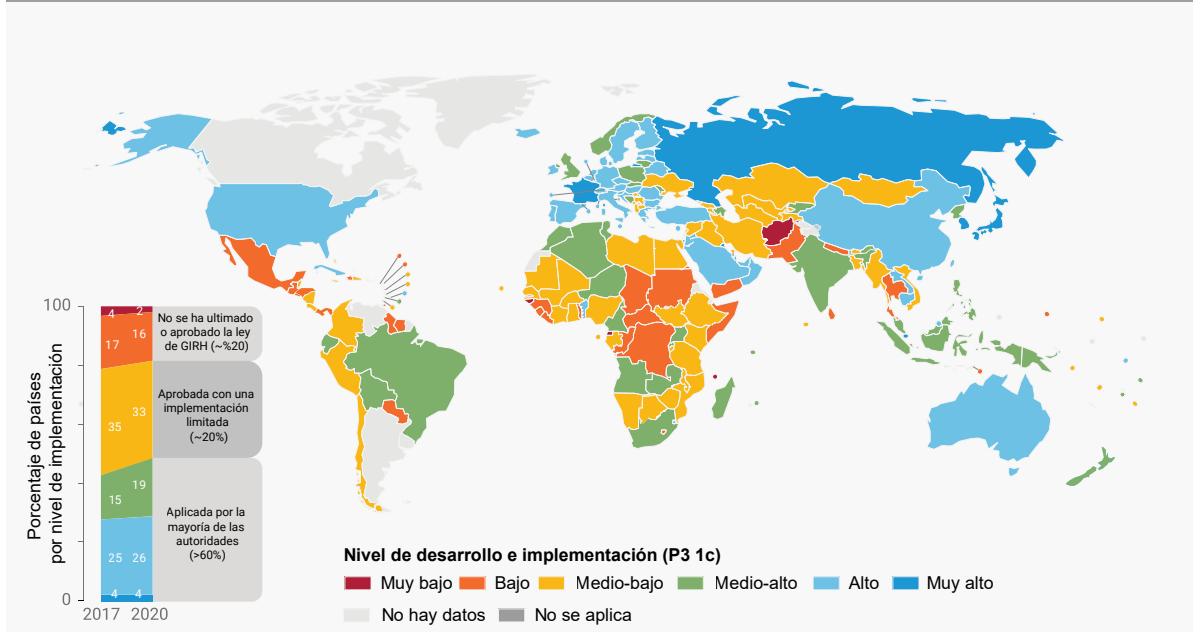 100
0
Porcentaje de países
por nivel de implementación
4 2
17 16
35 33
15 19
25 26
4 4
2017 2020
No se ha ultimado
o aprobado la ley
de GIRH (~%20)
Aprobada con una
implementación
limitada
(~20%)
Aplicada por la
mayoría de las
autoridades
(>60%)
Nivel de desarrollo e implementación (P3 1c)
Muy bajo Bajo Medio-bajo Medio-alto Alto Muy alto
No hay datos No se aplica